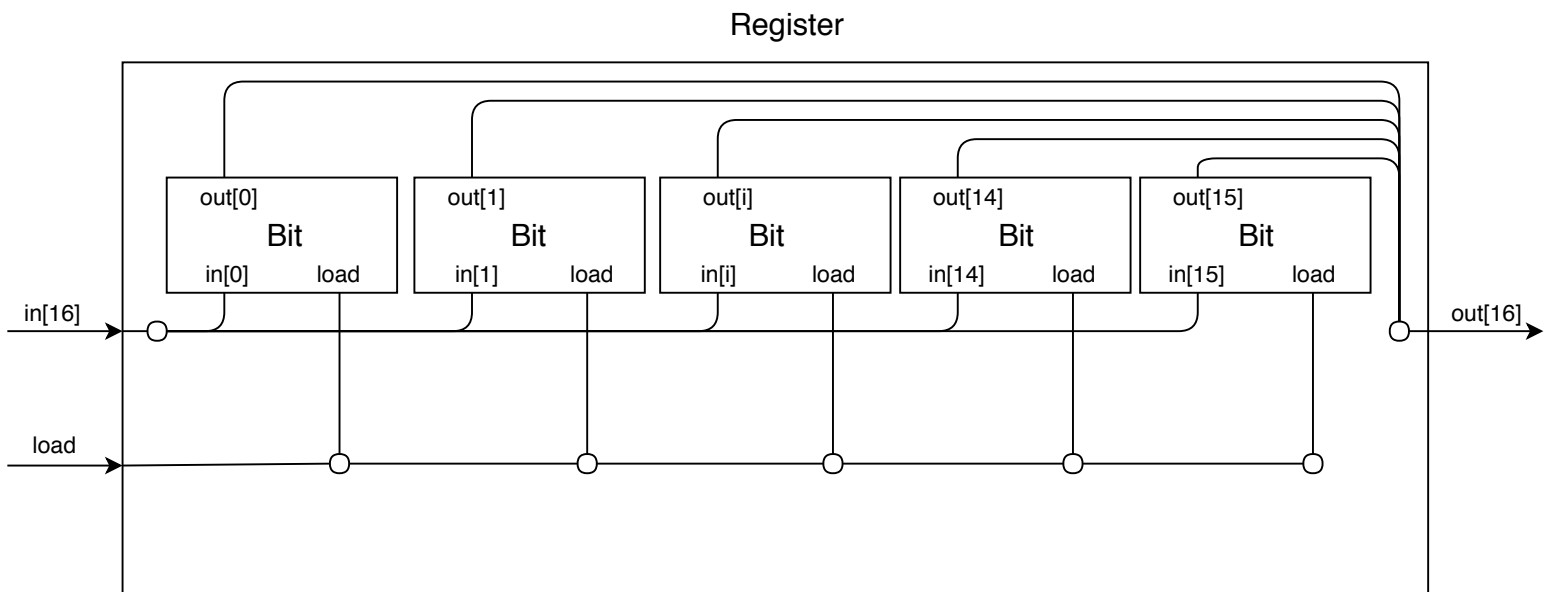 Register
out[0]
out[1]
out[i]
out[14]
out[15]
Bit
Bit
Bit
Bit
Bit
in[0] load
in[1] load
in[i] load
in[14] load
in[15] load
in[16]
out[16]
load